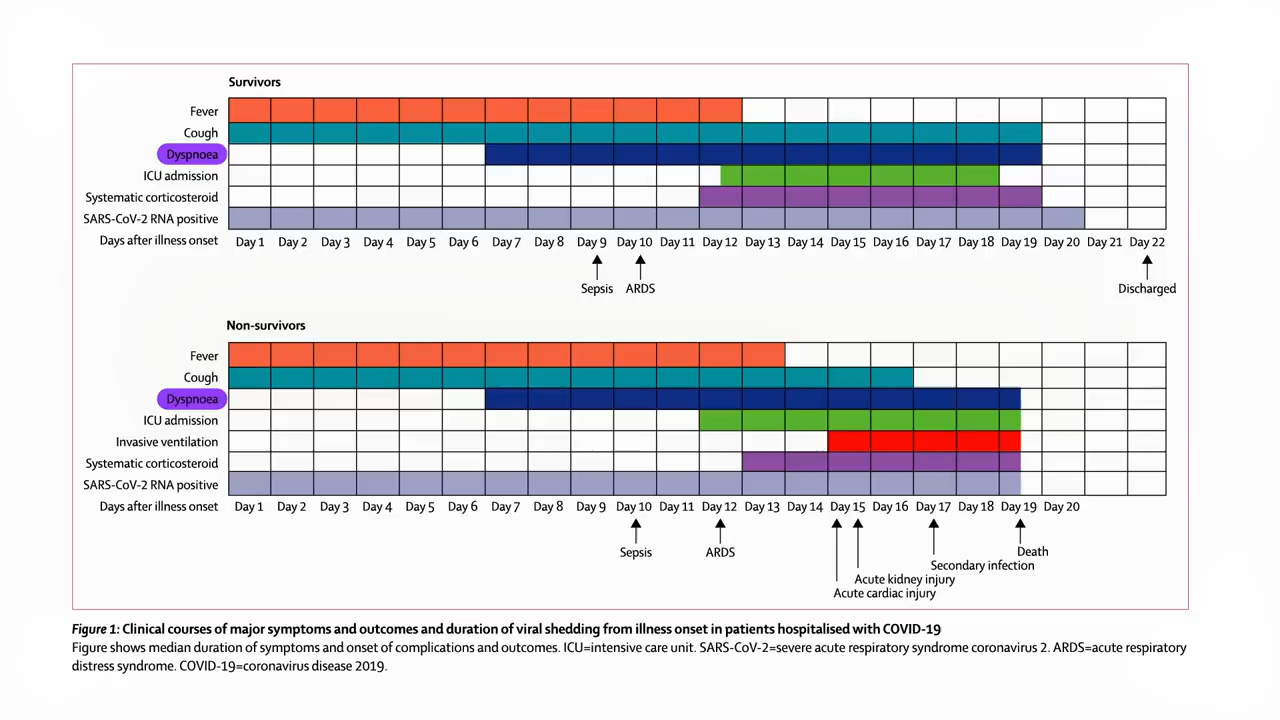 Survivors
Fever
Cough
Dyspnoea
ICU admission
Systematic corticosteroid
SARS-CoV-2 RNA positive
Days after illness onset Day 1 Day 2 Day 3 Day 4 Day 5 Day 6 Day 7 Day 8 Day 9 Day 10 Day 11 Day 12 Day 13 Day 14 Day 15 Day 16 Day 17 Day 18 Day 19 Day 20 Day 21 Day 22
Sepsis ARDS Discharged
Non-survivors
Fever
Cough
Dyspnoea
ICU admission
Invasive ventilation
Systematic corticosteroid
SARS-CoV-2 RNA positive
Days after illness onset Day 1 Day 2 Day 3 Day 4 Day 5 Day 6 Day 7 Day 8 Day 9 Day 10 Day 11 Day 12 Day 13 Day 14 Day 15 Day 16 Day 17 Day 18 Day 19 Day 20
Sepsis ARDS Death
Secondary infection
Acute kidney injury
Acute cardiac injury
Figure 1: Clinical courses of major symptoms and outcomes and duration of viral shedding from illness onset in patients hospitalised with COVID-19
Figure shows median duration of symptoms and onset of complications and outcomes. ICU=intensive care unit. SARS-CoV-2=severe acute respiratory syndrome coronavirus 2. ARDS=acute respiratory
distress syndrome. COVID-19=coronavirus disease 2019.